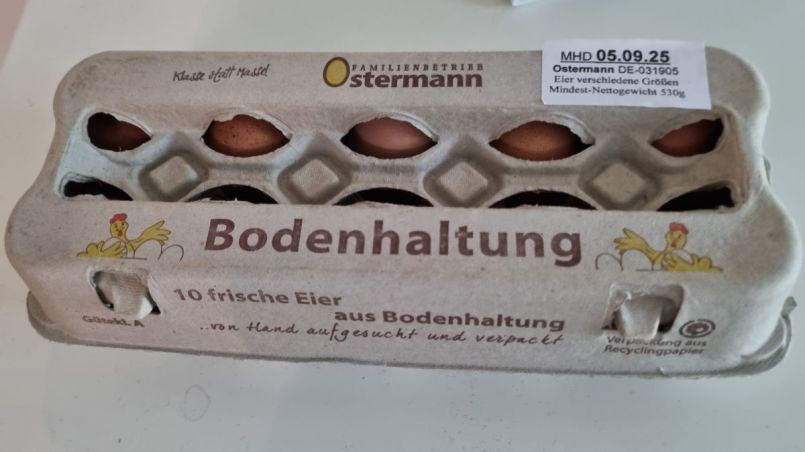 Klasse statt Masse!
FAMILIENBETRIEB
Ostermann
MHD 05.09.25
Ostermann DE-031905
Eier verschiedene Größen
Mindest-Nettogewicht 530g
Bodenhaltung
10 frische Eier
aus Bodenhaltung
...von Hand aufgesucht und verpackt
Gütekl. A
Verpackung aus
Recyclingpapier